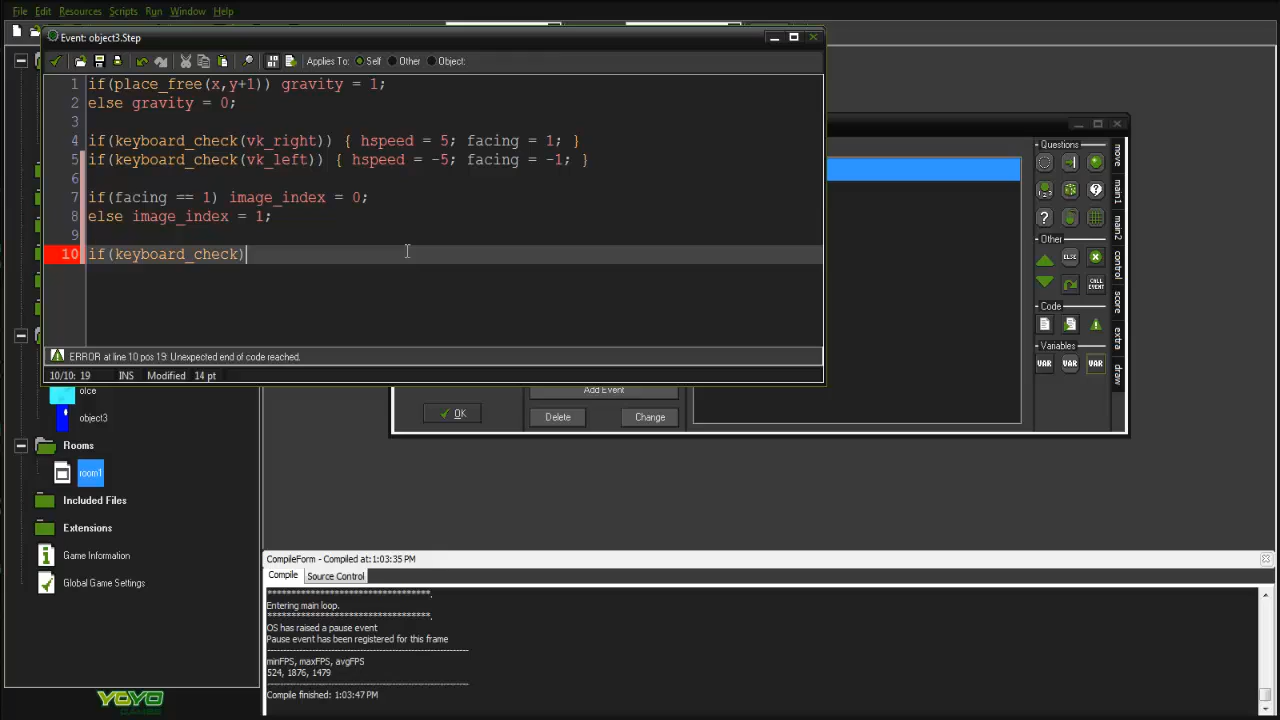 File Edit Resources Scripts Run Window Help
Event: object3.Step
Applies To: Self Other Object:
1 if(place_free(x,y+1)) gravity = 1;
2 else gravity = 0;
3
4 if(keyboard_check(vk_right)) { hspeed = 5; facing = 1; }
5 if(keyboard_check(vk_left)) { hspeed = -5; facing = -1; }
6
7 if(facing == 1) image_index = 0;
8 else image_index = 1;
9
10 if(keyboard_check)
ERROR at line 10 pos 19: Unexpected end of code reached.
10/10: 19 INS Modified 14 pt
Questions
Other
ELSE
CALL EVENT
Code
Variables
VAR VAR VAR
move
main1
main2
control
score
extra
draw
Add Event
OK Delete Change
object3
Rooms
room1
Included Files
Extensions
Game Information
Global Game Settings
YOYO GAMES
CompileForm - Compiled at: 1:03:35 PM
Compile Source Control
***********************************.
Entering main loop.
***********************************.
OS has raised a pause event
Pause event has been registered for this frame
--------------------------------------------------
minFPS, maxFPS, avgFPS
524, 1876, 1479
--------------------------------------------------
Compile finished: 1:03:47 PM